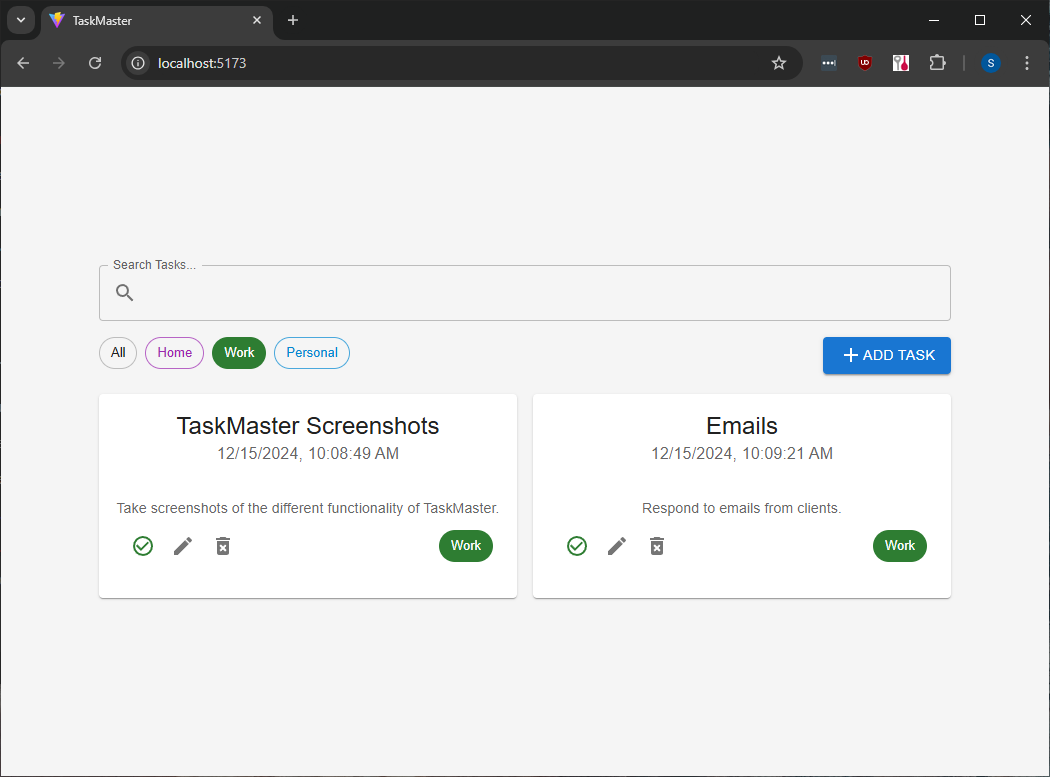 TaskMaster
localhost:5173
UD
S
Search Tasks...
All Home Work Personal
ADD TASK
TaskMaster Screenshots
12/15/2024, 10:08:49 AM
Take screenshots of the different functionality of TaskMaster.
Work
Emails
12/15/2024, 10:09:21 AM
Respond to emails from clients.
Work